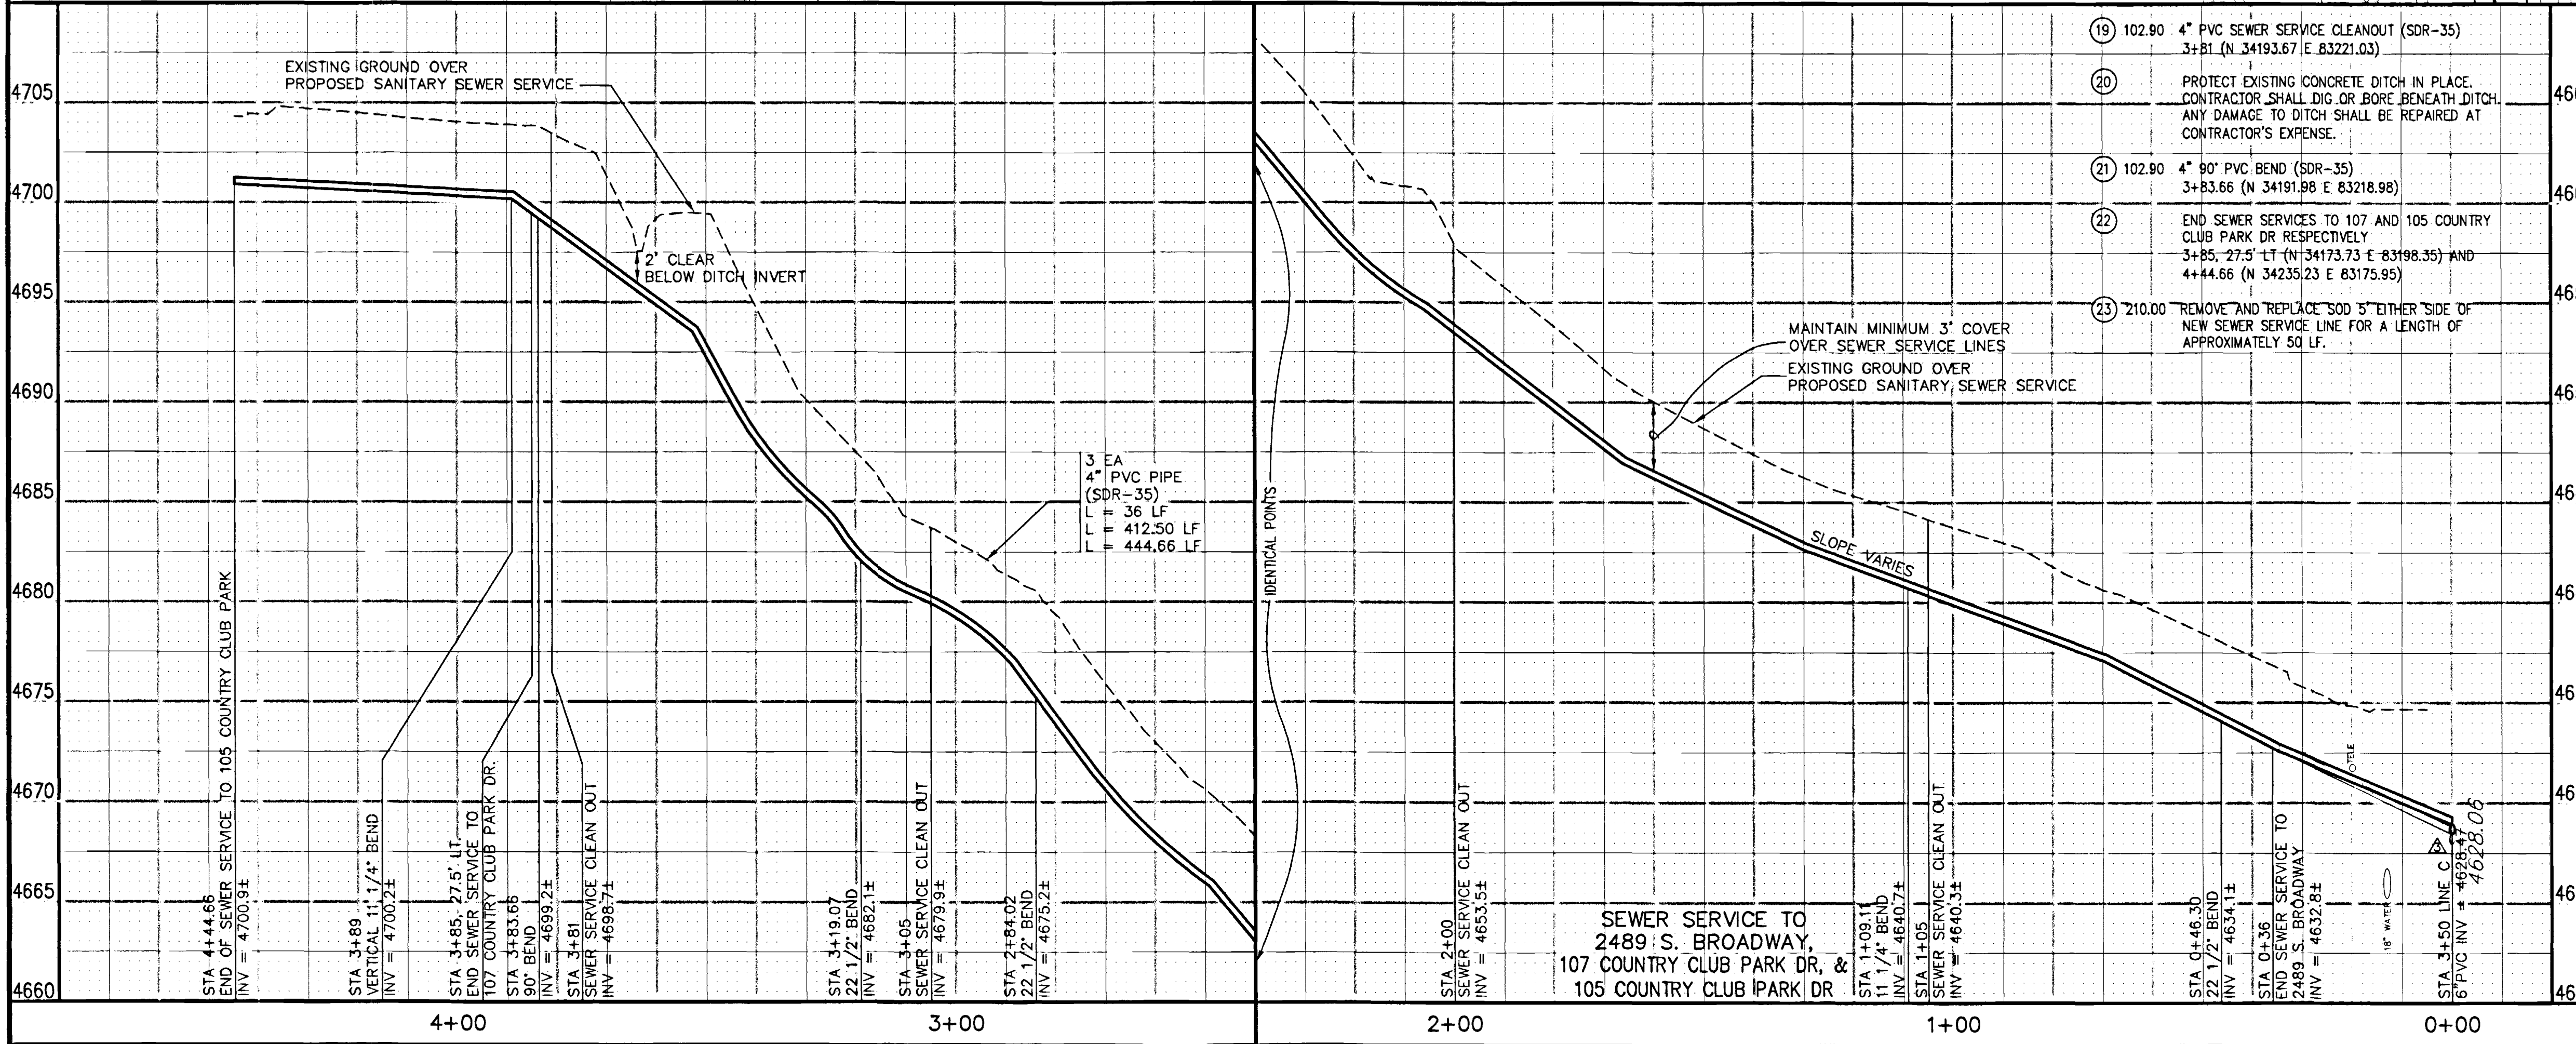 EXISTING GROUND OVER
PROPOSED SANITARY SEWER SERVICE
4705
4700
4695
4690
4685
4680
4675
4670
4665
4660
2' CLEAR
BELOW DITCH INVERT
3 EA
4" PVC PIPE
(SDR-35)
L = 36 LF
L = 412.50 LF
L = 444.66 LF
STA 4+44.66
END OF SEWER SERVICE TO 105 COUNTRY CLUB PARK
INV = 4700.9±
STA 3+89
VERTICAL 11 1/4° BEND
INV = 4700.2±
STA 3+85, 27.5' LT.
END SEWER SERVICE TO
107 COUNTRY CLUB PARK DR.
STA 3+83.66
90° BEND
INV = 4699.2±
STA 3+81
SEWER SERVICE CLEAN OUT
INV = 4698.7±
STA 3+19.07
22 1/2° BEND
INV = 4682.1±
STA 3+05
SEWER SERVICE CLEAN OUT
INV = 4679.9±
STA 2+84.02
22 1/2° BEND
INV = 4675.2±
IDENTICAL POINTS
MAINTAIN MINIMUM 3' COVER
OVER SEWER SERVICE LINES
EXISTING GROUND OVER
PROPOSED SANITARY SEWER SERVICE
SLOPE VARIES
STA 2+00
SEWER SERVICE CLEAN OUT
INV = 4653.5±
SEWER SERVICE TO
2489 S. BROADWAY,
107 COUNTRY CLUB PARK DR, &
105 COUNTRY CLUB PARK DR
STA 1+09.11
11 1/4° BEND
INV = 4640.7±
STA 1+05
SEWER SERVICE CLEAN OUT
INV = 4640.3±
STA 0+46.30
22 1/2° BEND
INV = 4634.1±
STA 0+36
END SEWER SERVICE TO
2489 S. BROADWAY
INV = 4632.8±
TELE
18" WATER
3
STA 3+50 LINE C
6"PVC INV = 4628.47
4628.06
19 102.90 4" PVC SEWER SERVICE CLEANOUT (SDR-35)
3+81 (N 34193.67 E 83221.03)
20 PROTECT EXISTING CONCRETE DITCH IN PLACE.
CONTRACTOR SHALL DIG OR BORE BENEATH DITCH.
ANY DAMAGE TO DITCH SHALL BE REPAIRED AT
CONTRACTOR'S EXPENSE.
21 102.90 4" 90° PVC BEND (SDR-35)
3+83.66 (N 34191.98 E 83218.98)
22 END SEWER SERVICES TO 107 AND 105 COUNTRY
CLUB PARK DR RESPECTIVELY
3+85, 27.5' LT (N 34173.73 E 83198.35) AND
4+44.66 (N 34235.23 E 83175.95)
23 210.00 REMOVE AND REPLACE SOD 5' EITHER SIDE OF
NEW SEWER SERVICE LINE FOR A LENGTH OF
APPROXIMATELY 50 LF.
4+00
3+00
2+00
1+00
0+00